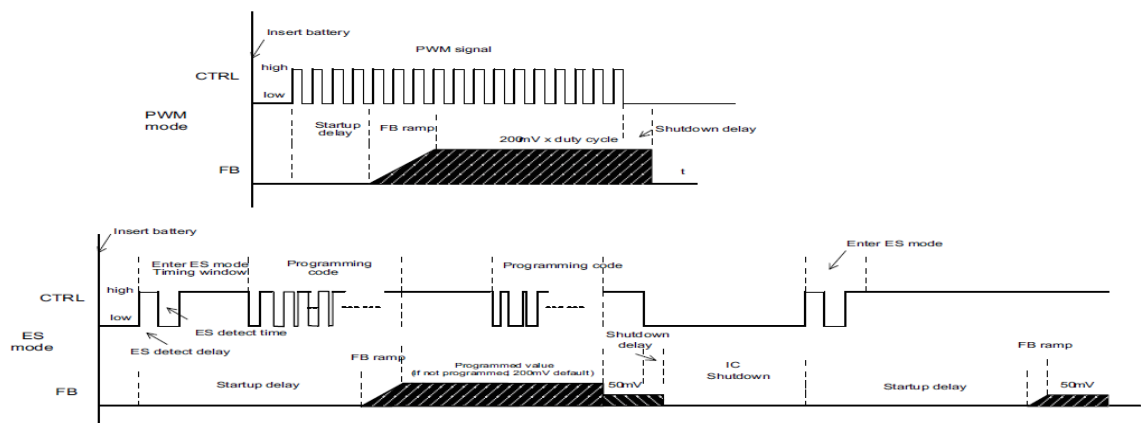 Insert battery
PWM signal
high
CTRL
low
PWM
mode
Startup
delay
FB ramp
200mV x duty cycle
Shutdown delay
FB
t
Insert battery
Enter ES mode
Enter ES mode
Timing window
Programming
code
Programming code
high
CTRL
low
ES detect time
ES
mode
ES detect delay
Shutdown
delay
FB ramp
Programmed value
(If not programmed, 200mV default)
IC
Shutdown
FB ramp
Startup delay
50mV
Startup delay
50mV
FB